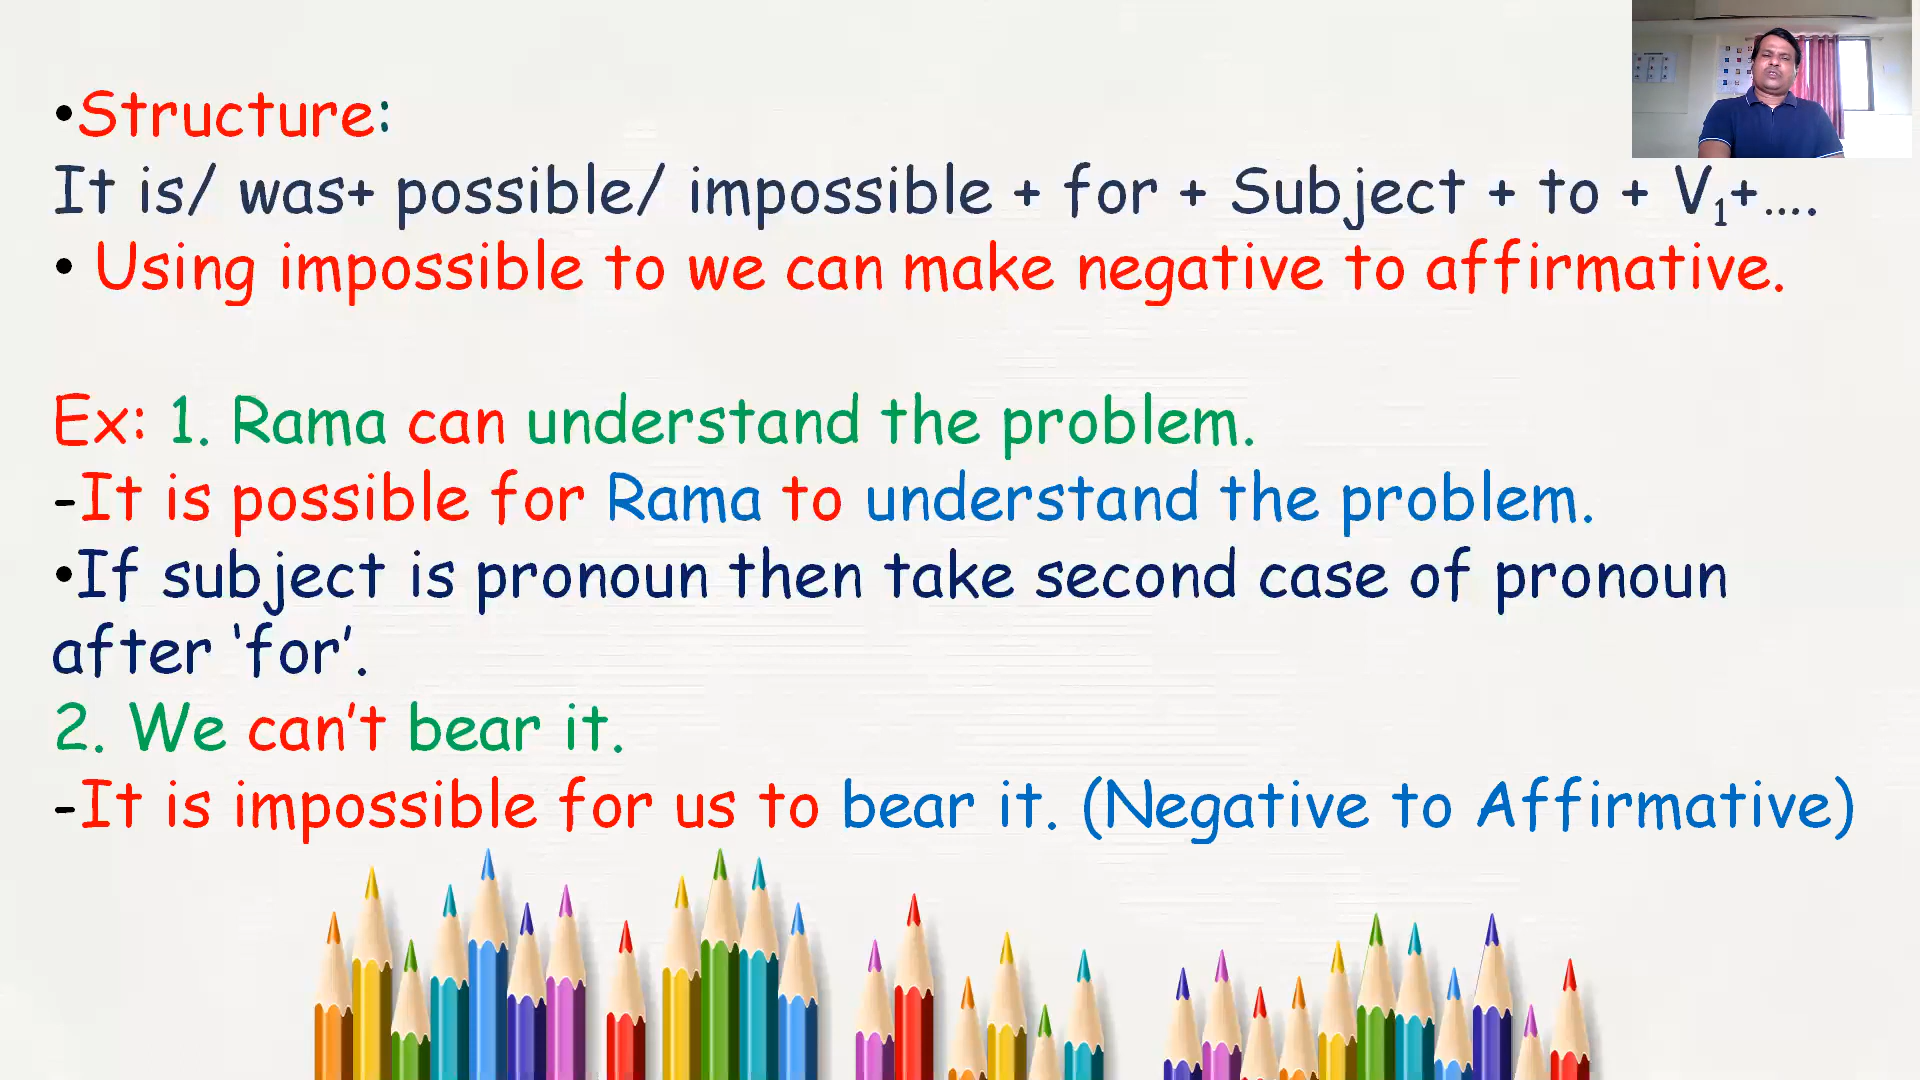 •Structure:
It is/ was+ possible/ impossible + for + Subject + to + V₁+....
• Using impossible to we can make negative to affirmative.
Ex: 1. Rama can understand the problem.
-It is possible for Rama to understand the problem.
•If subject is pronoun then take second case of pronoun
after ‘for’.
2. We can’t bear it.
-It is impossible for us to bear it. (Negative to Affirmative)